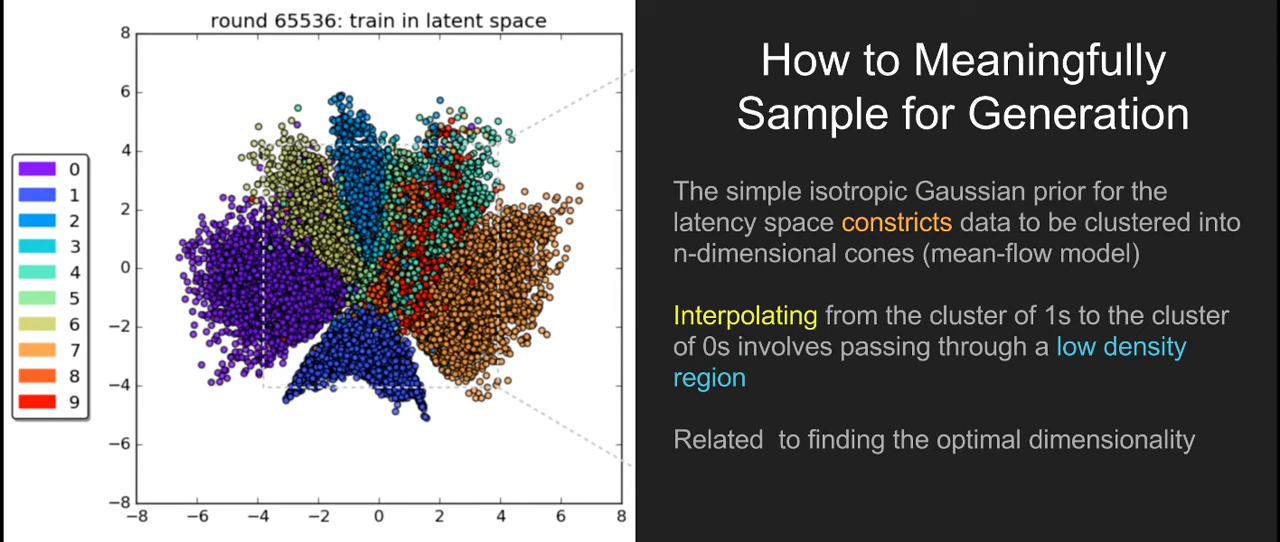 round 65536: train in latent space
8
6
4
2
0
−2
−4
−6
−8
−8 −6 −4 −2 0 2 4 6 8
0
1
2
3
4
5
6
7
8
9
How to Meaningfully
Sample for Generation
The simple isotropic Gaussian prior for the
latency space constricts data to be clustered into
n-dimensional cones (mean-flow model)
Interpolating from the cluster of 1s to the cluster
of 0s involves passing through a low density
region
Related to finding the optimal dimensionality